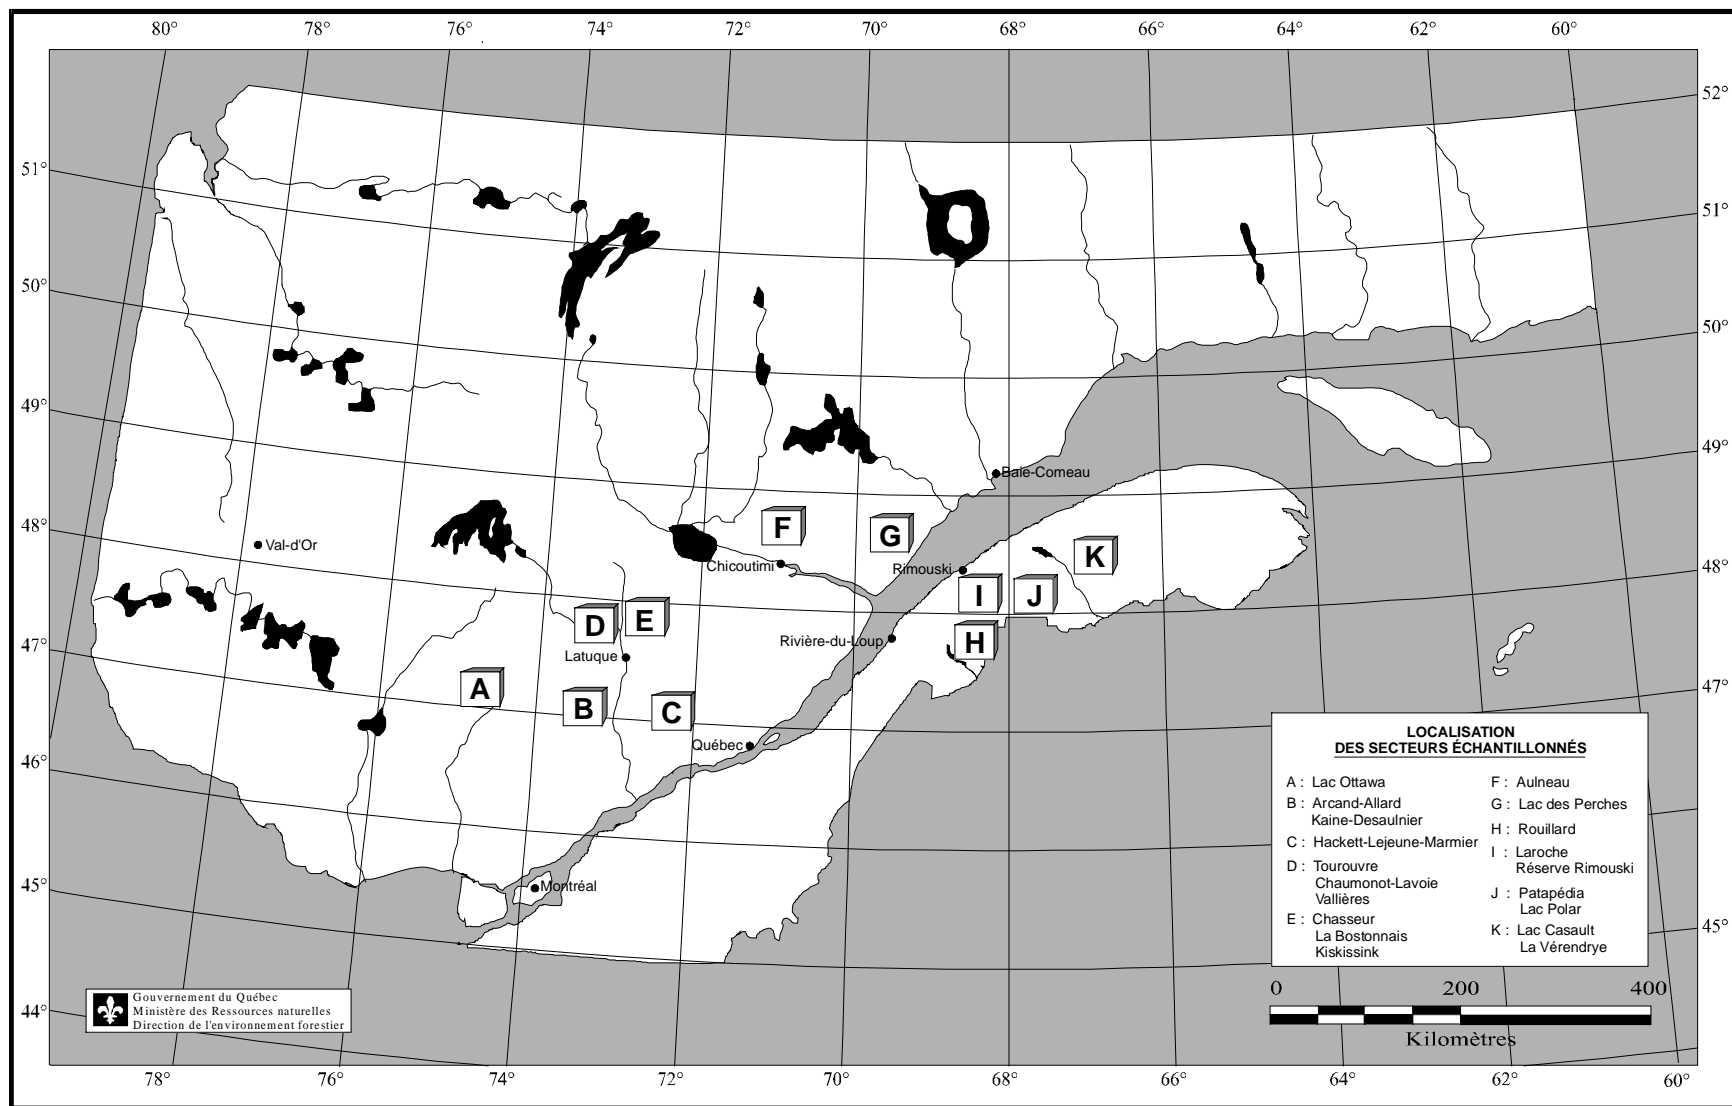 80° 78° 76° 74° 72° 70° 68° 66° 64° 62° 60°
52°
51°
51°
50°
50°
49°
49°
48°
48°
47°
47°
46°
46°
45°
45°
44°
F
G
K
I
J
H
E
D
A
B
C
Baie-Comeau
Val-d'Or
Chicoutimi
Rimouski
Rivière-du-Loup
Latuque
Québec
Montréal
LOCALISATION
DES SECTEURS ÉCHANTILLONNÉS
A : Lac Ottawa
B : Arcand-Allard
Kaine-Desaulnier
C : Hackett-Lejeune-Marmier
D : Tourouvre
Chaumonot-Lavoie
Vallières
E : Chasseur
La Bostonnais
Kiskissink
F : Aulneau
G : Lac des Perches
H : Rouillard
I : Laroche
Réserve Rimouski
J : Patapédia
Lac Polar
K : Lac Casault
La Vérendrye
0 200 400
Kilomètres
Gouvernement du Québec
Ministère des Ressources naturelles
Direction de l'environnement forestier
78° 76° 74° 72° 70° 68° 66° 64° 62° 60°